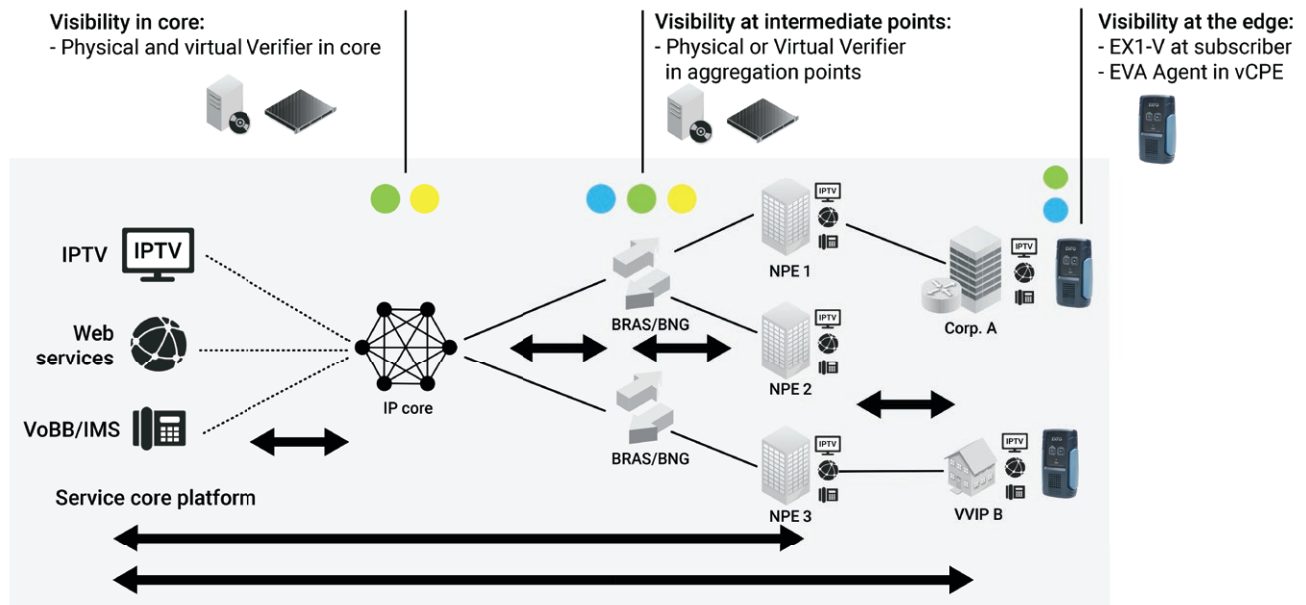 Visibility in core:
- Physical and virtual Verifier in core
Visibility at intermediate points:
- Physical or Virtual Verifier
in aggregation points
Visibility at the edge:
- EX1-V at subscriber
- EVA Agent in vCPE
EXFO
IPTV
IPTV
Web
services
VoBB/IMS
Service core platform
IP core
BRAS/BNG
BRAS/BNG
IPTV
NPE 1
IPTV
NPE 2
IPTV
NPE 3
IPTV
Corp. A
EXFO
IPTV
VVIP B
EXFO